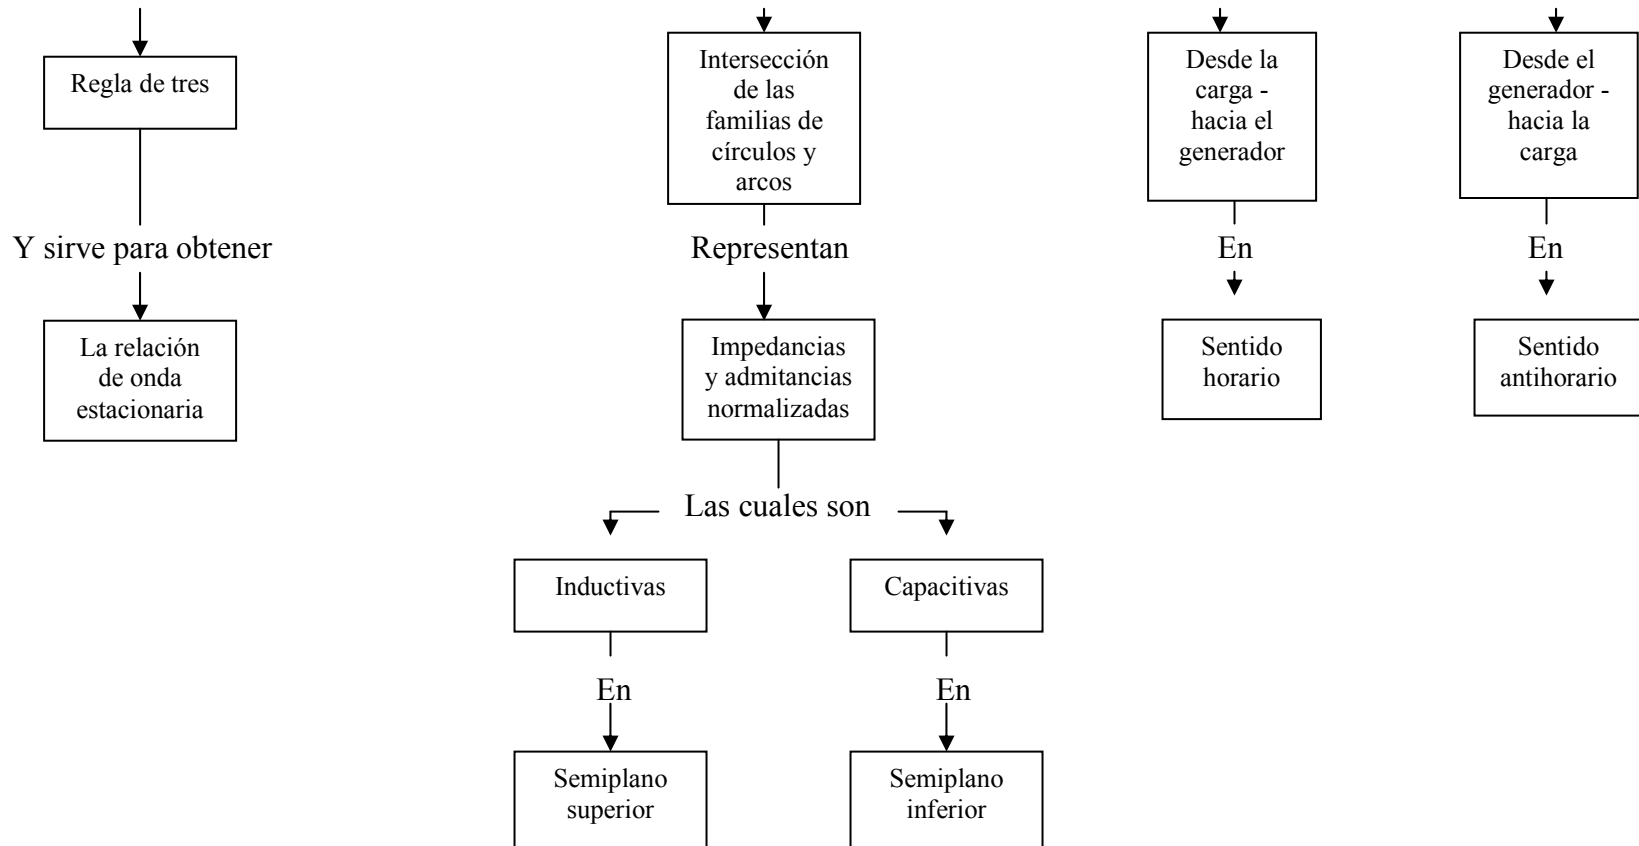 Regla de tres
Intersección
de las
familias de
círculos y
arcos
Desde la
carga -
hacia el
generador
Desde el
generador -
hacia la
carga
Y sirve para obtener
Representan
En
En
La relación
de onda
estacionaria
Impedancias
y admitancias
normalizadas
Sentido
horario
Sentido
antihorario
Las cuales son
Inductivas
Capacitivas
En
En
Semiplano
superior
Semiplano
inferior